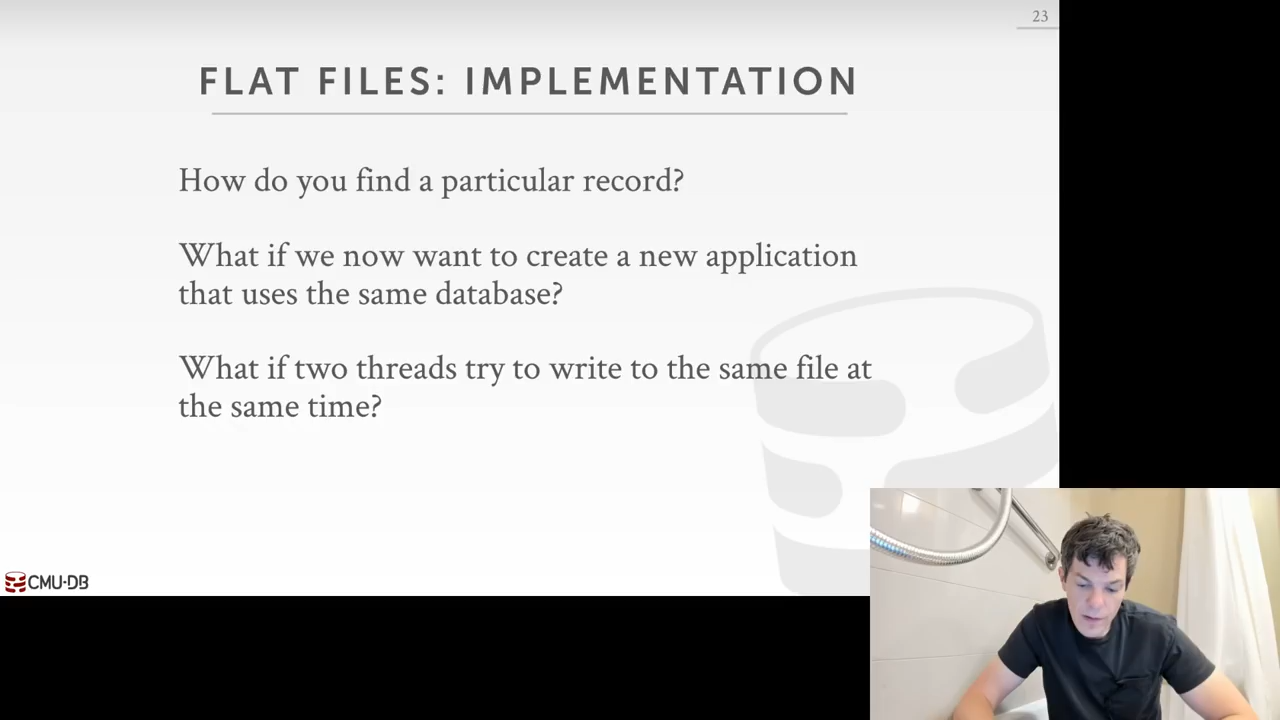 23
FLAT FILES: IMPLEMENTATION
How do you find a particular record?
What if we now want to create a new application
that uses the same database?
What if two threads try to write to the same file at
the same time?
CMU·DB